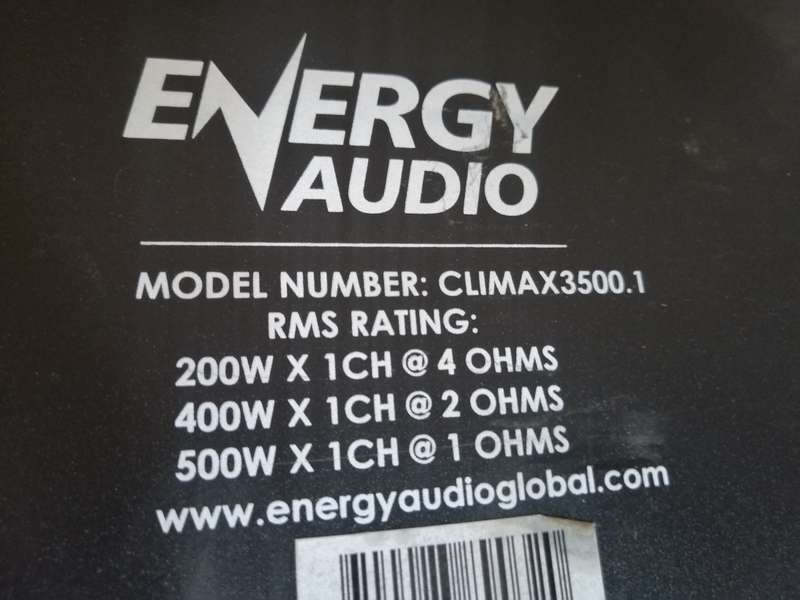 ENERGY
AUDIO
MODEL NUMBER: CLIMAX3500.1
RMS RATING:
200W X 1CH @ 4 OHMS
400W X 1CH @ 2 OHMS
500W X 1CH @ 1 OHMS
www.energyaudioglobal.com